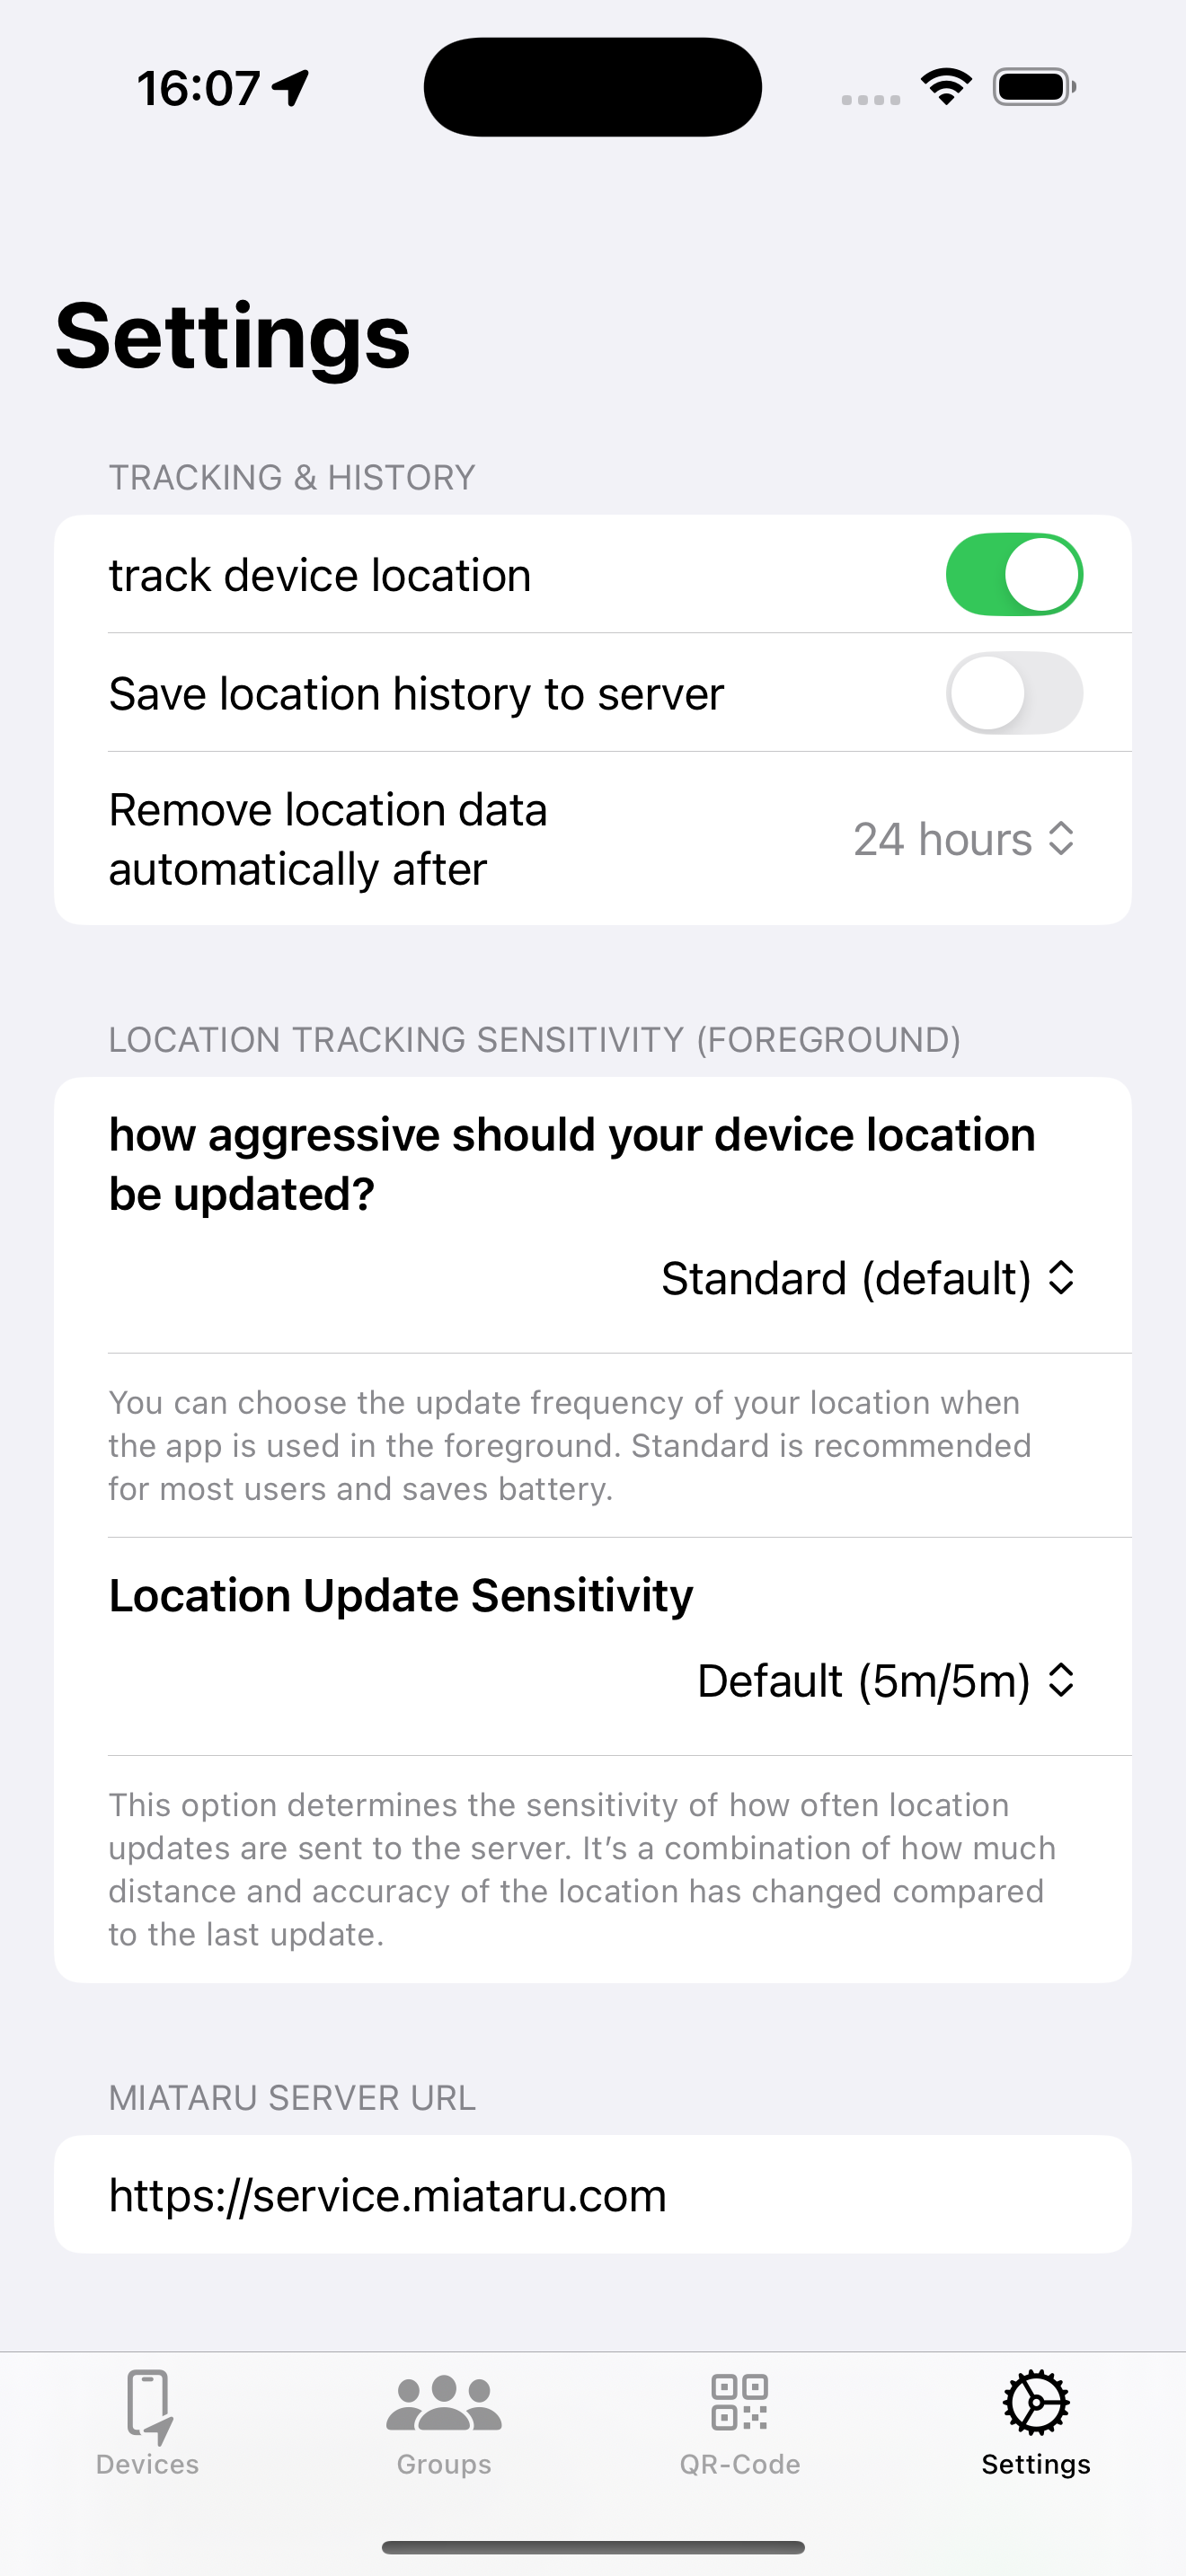 16:07
Settings
TRACKING & HISTORY
track device location
Save location history to server
Remove location data
automatically after
24 hours
LOCATION TRACKING SENSITIVITY (FOREGROUND)
how aggressive should your device location
be updated?
Standard (default)
You can choose the update frequency of your location when
the app is used in the foreground. Standard is recommended
for most users and saves battery.
Location Update Sensitivity
Default (5m/5m)
This option determines the sensitivity of how often location
updates are sent to the server. It’s a combination of how much
distance and accuracy of the location has changed compared
to the last update.
MIATARU SERVER URL
https://service.miataru.com
Devices
Groups
QR-Code
Settings